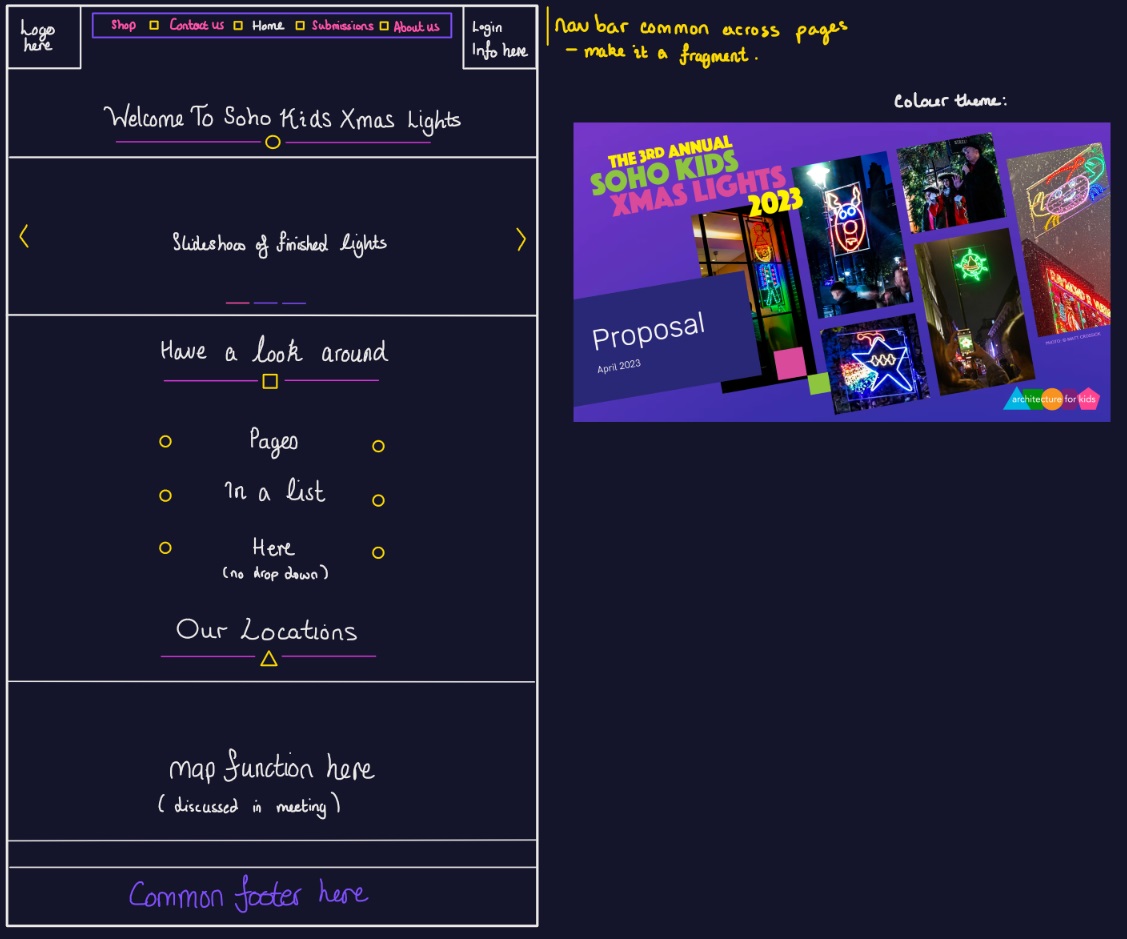 Logo
here
Shop
Contact us
Home
Submissions
About us
Login
Info here
Welcome To Soho Kids Xmas Lights
Slideshow of finished lights
Have a look around
Pages
In a list
Here
(no drop down)
Our Locations
map function here
(discussed in meeting)
Common footer here
nav bar common across pages
- make it a fragment.
Colour theme:
THE 3RD ANNUAL
SOHO KIDS
XMAS LIGHTS
2023
Proposal
April 2023
architecture for kids